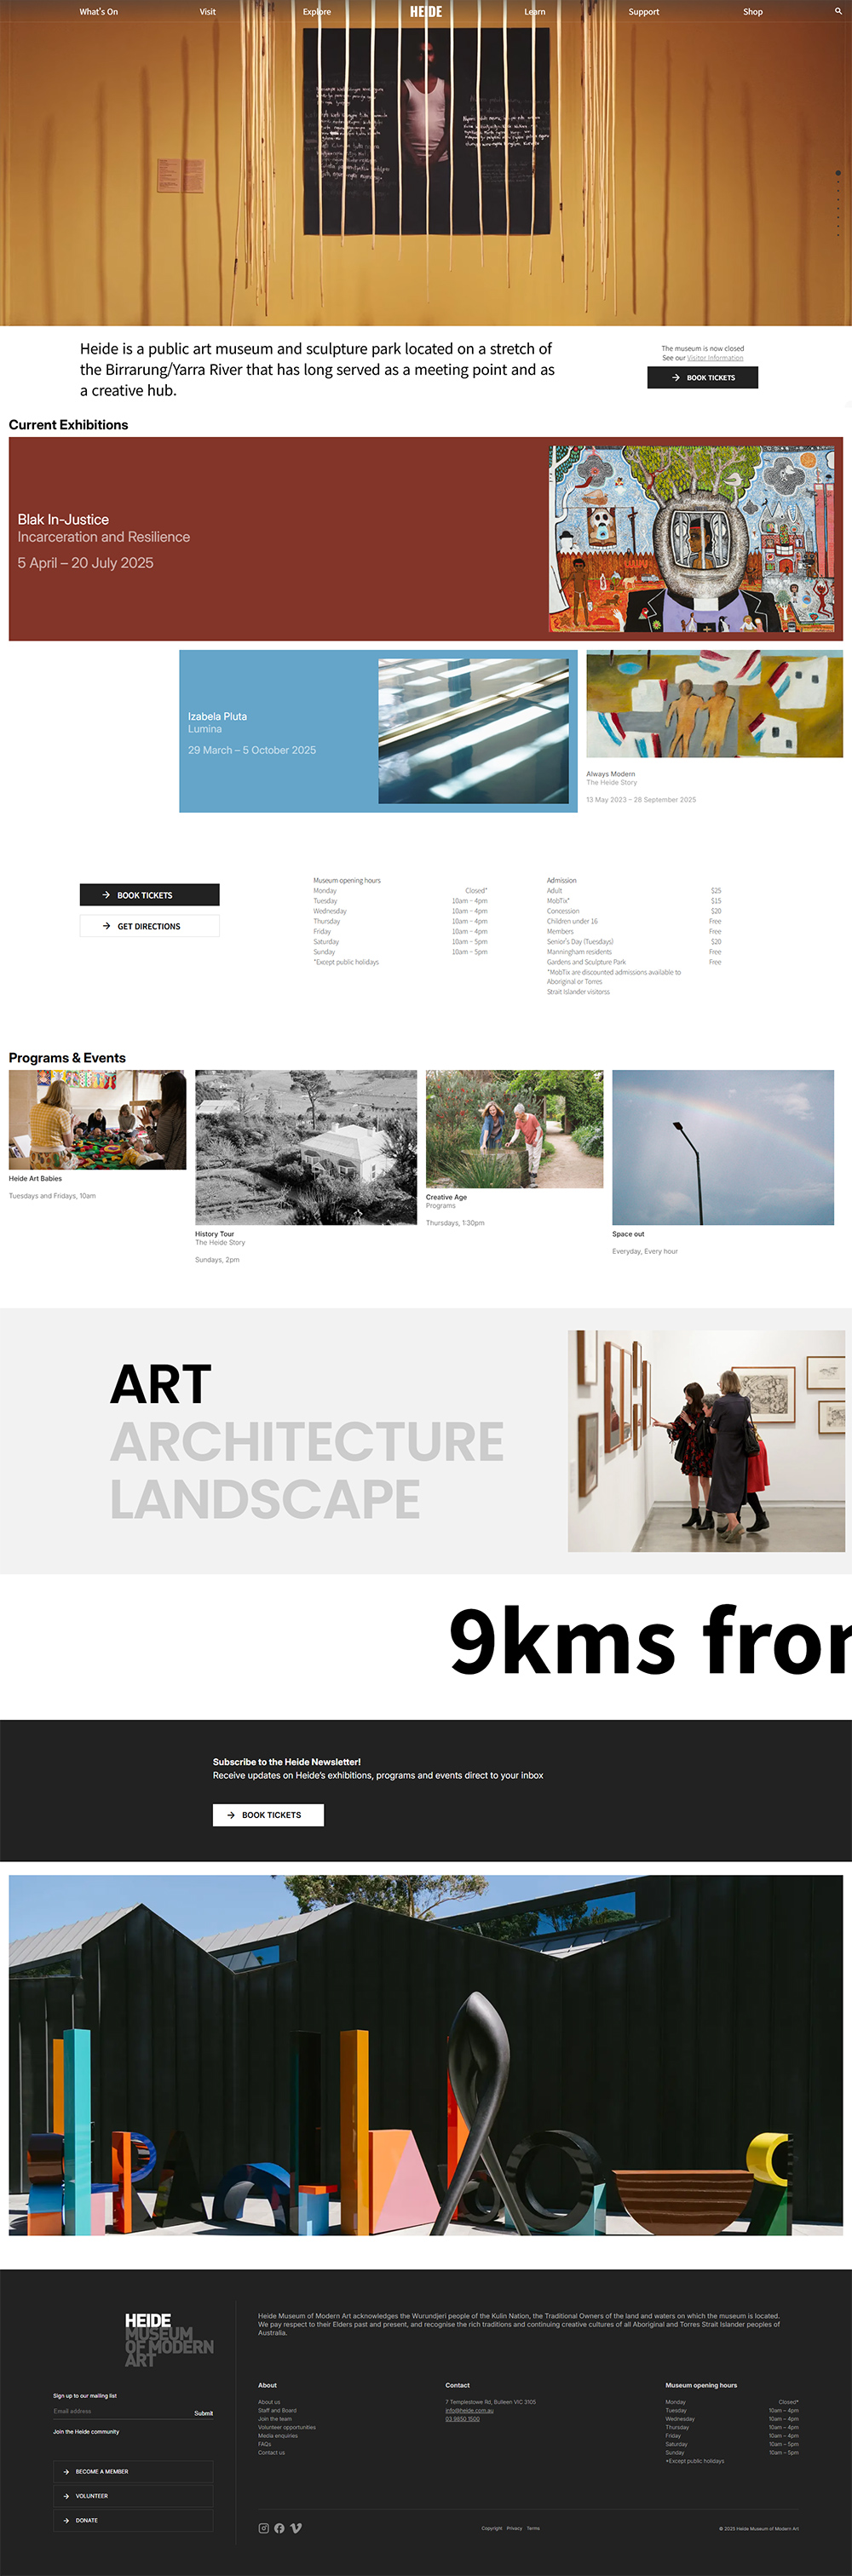 What's On
Visit
Explore
HEIDE
Learn
Support
Shop
Heide is a public art museum and sculpture park located on a stretch of
the Birrarung/Yarra River that has long served as a meeting point and as
a creative hub.
The museum is now closed
See our Visitor Information
BOOK TICKETS
Current Exhibitions
Blak In-Justice
Incarceration and Resilience
5 April – 20 July 2025
Izabela Pluta
Lumina
29 March – 5 October 2025
Always Modern
The Heide Story
13 May 2023 – 28 September 2025
BOOK TICKETS
GET DIRECTIONS
Museum opening hours
Monday Closed*
Tuesday 10am – 4pm
Wednesday 10am – 4pm
Thursday 10am – 4pm
Friday 10am – 4pm
Saturday 10am – 5pm
Sunday 10am – 5pm
*Except public holidays
Admission
Adult $25
MobTix* $15
Concession $20
Children under 16 Free
Members Free
Senior's Day (Tuesdays) $20
Manningham residents Free
Gardens and Sculpture Park Free
*MobTix are discounted admissions available to
Aboriginal or Torres
Strait Islander visitorss
Programs & Events
Heide Art Babies
Tuesdays and Fridays, 10am
History Tour
The Heide Story
Sundays, 2pm
Creative Age
Programs
Thursdays, 1:30pm
Space out
Everyday, Every hour
ART
ARCHITECTURE
LANDSCAPE
9kms from
Subscribe to the Heide Newsletter!
Receive updates on Heide's exhibitions, programs and events direct to your inbox
BOOK TICKETS
HEIDE
MUSEUM
OF MODERN
ART
Sign up to our mailing list
Email address Submit
Join the Heide community
BECOME A MEMBER
VOLUNTEER
DONATE
Heide Museum of Modern Art acknowledges the Wurundjeri people of the Kulin Nation, the Traditional Owners of the land and waters on which the museum is located.
We pay respect to their Elders past and present, and recognise the rich traditions and continuing creative cultures of all Aboriginal and Torres Strait Islander peoples of
Australia.
About
About us
Staff and Board
Join the team
Volunteer opportunities
Media enquiries
FAQs
Contact us
Contact
7 Templestowe Rd, Bulleen VIC 3105
info@heide.com.au
03 9850 1500
Museum opening hours
Monday Closed*
Tuesday 10am – 4pm
Wednesday 10am – 4pm
Thursday 10am – 4pm
Friday 10am – 4pm
Saturday 10am – 5pm
Sunday 10am – 5pm
*Except public holidays
Copyright Privacy Terms
© 2025 Heide Museum of Modern Art